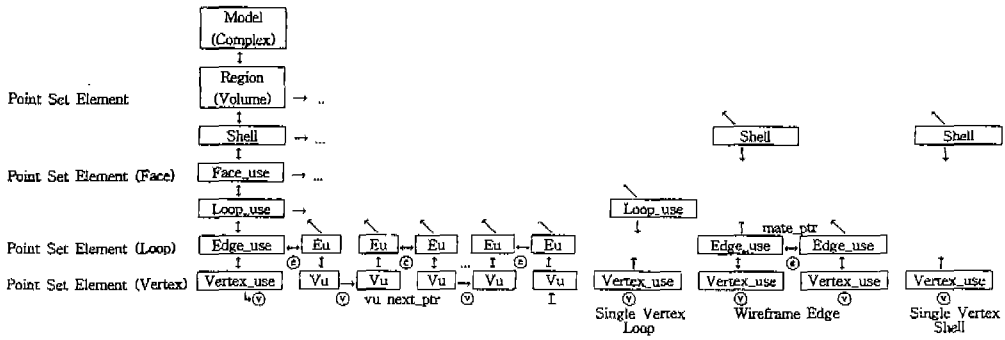 Model
(Complex)
Region
Point Set Element (Volume) → ..
Shell → ... Shell Shell
Point Set Element (Face) Face_use → ...
Loop_use → Loop_use
mate_ptr
Point Set Element (Loop) Edge_use Eu Eu Eu Eu Eu Edge_use Edge_use
e e e e
...
Point Set Element (Vertex) Vertex_use Vu Vu Vu Vu Vu Vertex_use Vertex_use Vertex_use Vertex_use
v v vu next_ptr v v v v v
Single Vertex Wireframe Edge Single Vertex
Loop Shell